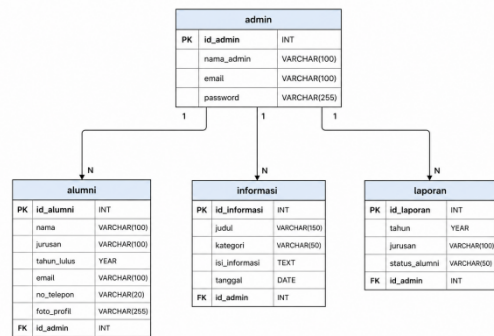 admin
PK id_admin INT
nama_admin VARCHAR(100)
email VARCHAR(100)
password VARCHAR(255)
1 1 1
N N N
alumni
PK id_alumni INT
nama VARCHAR(100)
jurusan VARCHAR(100)
tahun_lulus YEAR
email VARCHAR(100)
no_telepon VARCHAR(20)
foto_profil VARCHAR(255)
FK id_admin INT
informasi
PK id_informasi INT
judul VARCHAR(150)
kategori VARCHAR(50)
isi_informasi TEXT
tanggal DATE
FK id_admin INT
laporan
PK id_laporan INT
tahun YEAR
jurusan VARCHAR(100)
status_alumni VARCHAR(50)
FK id_admin INT